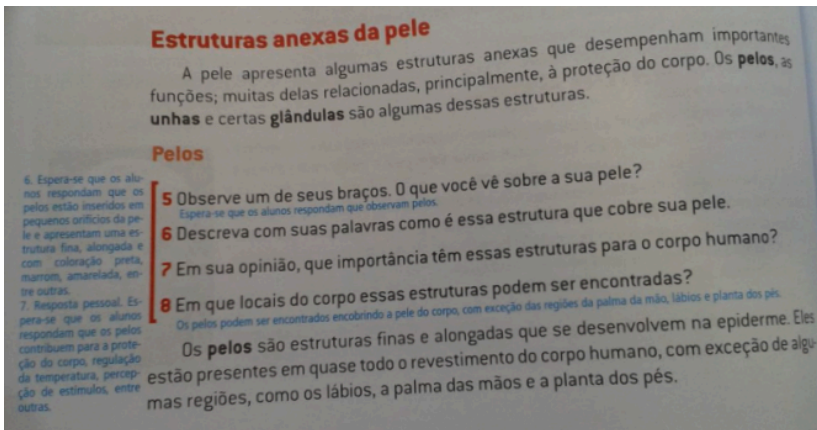 Estruturas anexas da pele
A pele apresenta algumas estruturas anexas que desempenham importantes
funções; muitas delas relacionadas, principalmente, à proteção do corpo. Os pelos, as
unhas e certas glândulas são algumas dessas estruturas.
Pelos
5 Observe um de seus braços. O que você vê sobre a sua pele?
Espera-se que os alunos respondam que observam pelos.
6 Descreva com suas palavras como é essa estrutura que cobre sua pele.
7 Em sua opinião, que importância têm essas estruturas para o corpo humano?
8 Em que locais do corpo essas estruturas podem ser encontradas?
Os pelos podem ser encontrados encobrindo a pele do corpo, com exceção das regiões da palma da mão, lábios e planta dos pés.
Os pelos são estruturas finas e alongadas que se desenvolvem na epiderme. Eles
estão presentes em quase todo o revestimento do corpo humano, com exceção de algu-
mas regiões, como os lábios, a palma das mãos e a planta dos pés.
6. Espera-se que os alu-
nos respondam que os
pelos estão inseridos em
pequenos orifícios da pe-
le e apresentam uma es-
trutura fina, alongada e
com coloração preta,
marrom, amarelada, en-
tre outras.
7. Resposta pessoal. Es-
pera-se que os alunos
respondam que os pelos
contribuem para a prote-
ção do corpo, regulação
da temperatura, percep-
ção de estímulos, entre
outras.